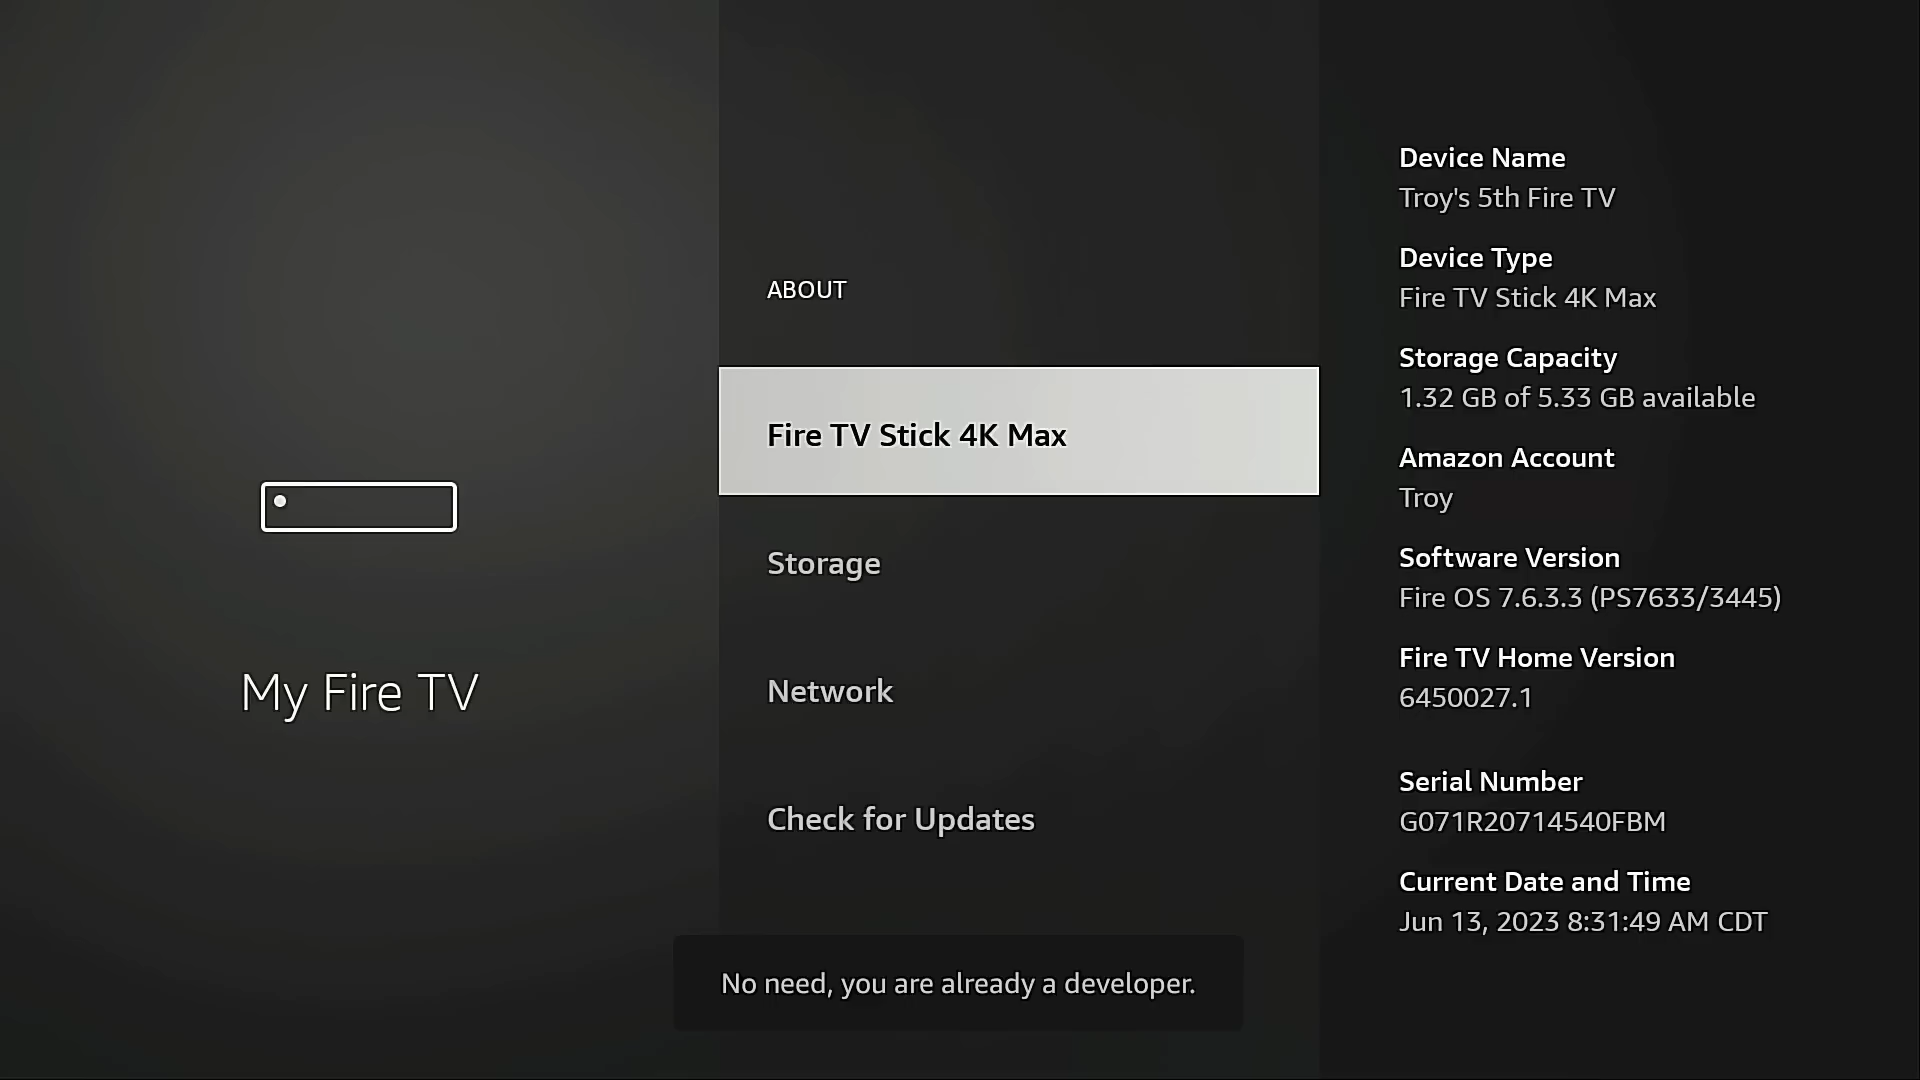 My Fire TV
ABOUT
Fire TV Stick 4K Max
Storage
Network
Check for Updates
Device Name
Troy's 5th Fire TV
Device Type
Fire TV Stick 4K Max
Storage Capacity
1.32 GB of 5.33 GB available
Amazon Account
Troy
Software Version
Fire OS 7.6.3.3 (PS7633/3445)
Fire TV Home Version
6450027.1
Serial Number
G071R20714540FBM
Current Date and Time
Jun 13, 2023 8:31:49 AM CDT
No need, you are already a developer.